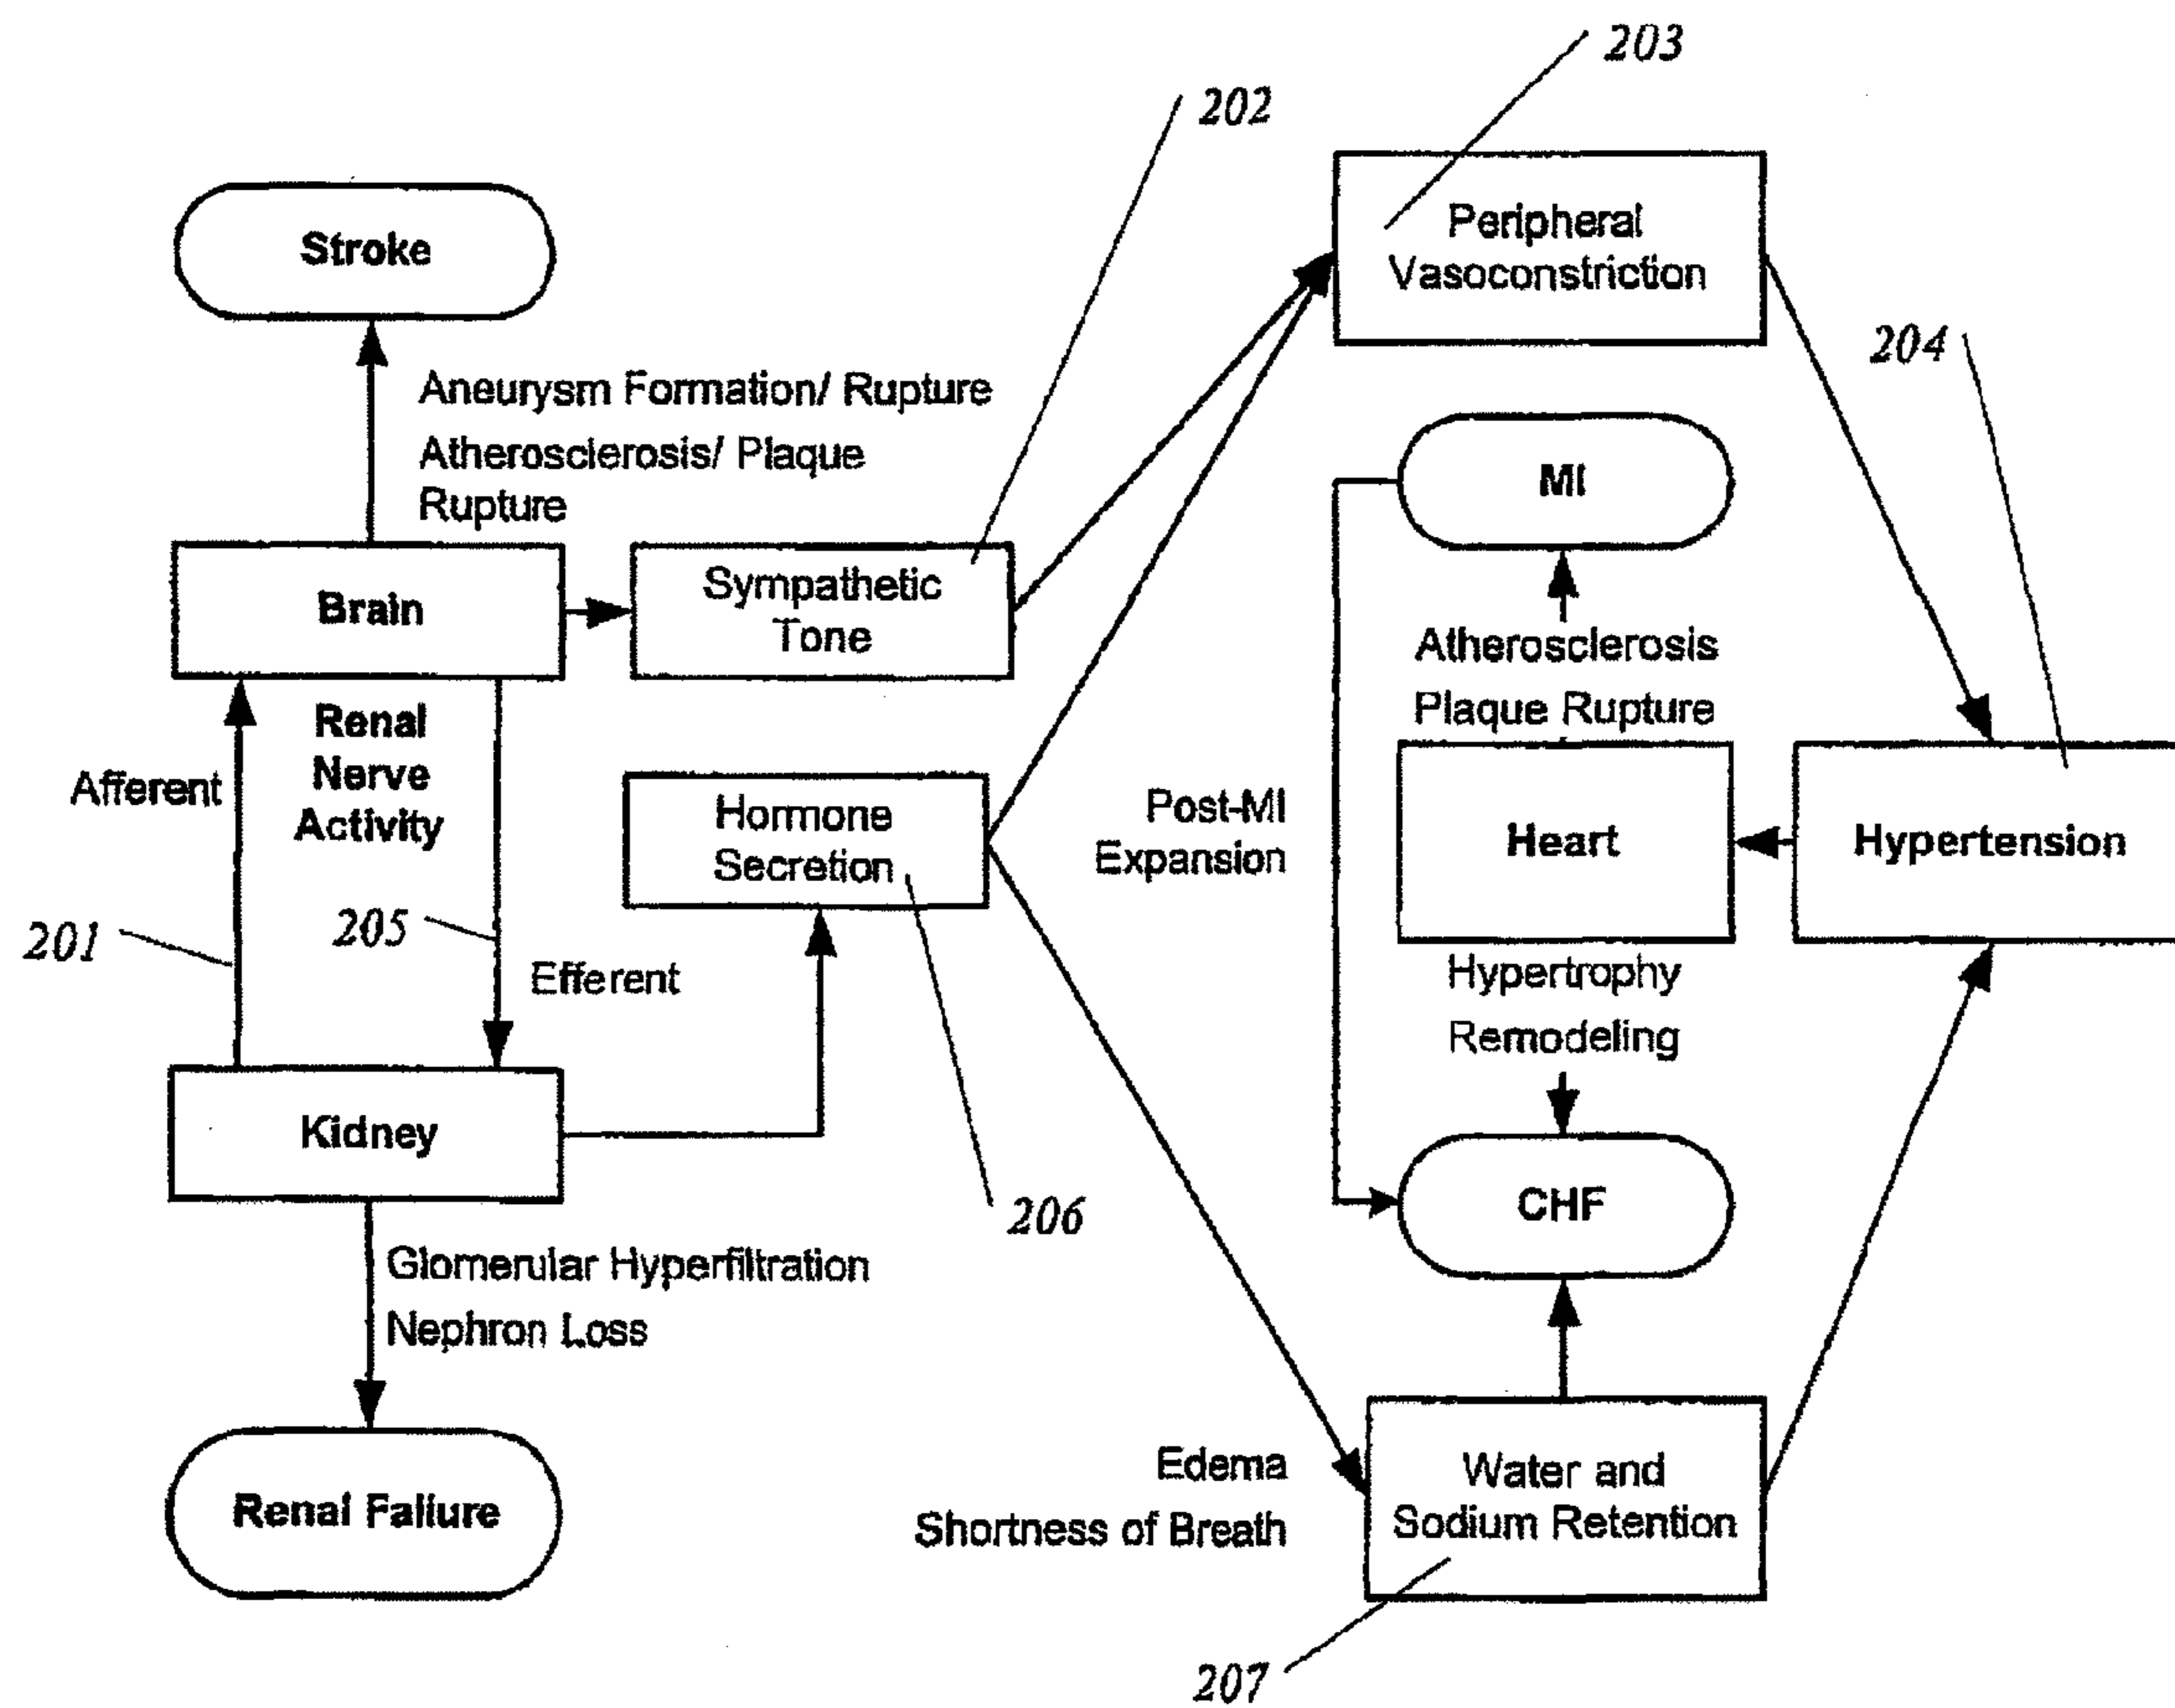 203
202
Stroke
Peripheral
Vasoconstriction
204
Aneurysm Formation/ Rupture
Atherosclerosis/ Plaque
Rupture
MI
Brain
Sympathetic
Tone
Atherosclerosis
Plaque Rupture
Renal
Nerve
Activity
Afferent
Hormone
Secretion
Post-MI
Expansion
Heart
Hypertension
201
205
Efferent
Hypertrophy
Remodeling
Kidney
206
CHF
Glomerular Hyperfiltration
Nephron Loss
Renal Failure
Edema
Shortness of Breath
Water and
Sodium Retention
207